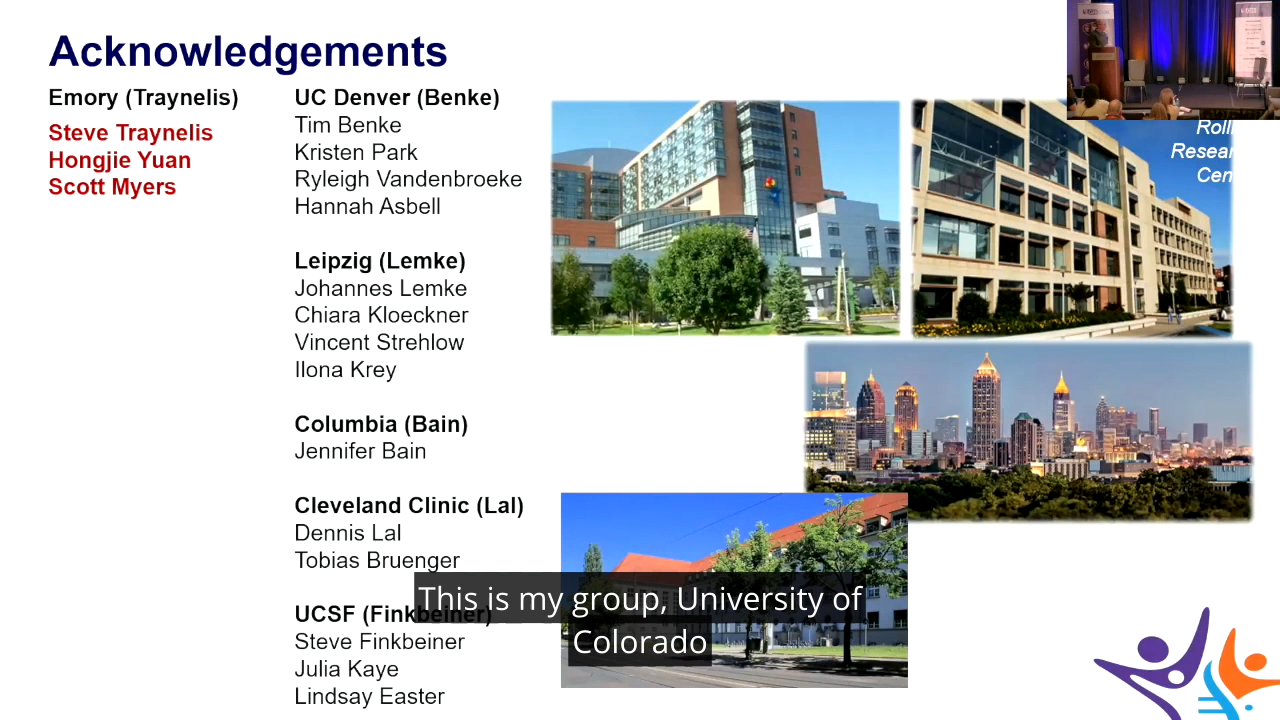 Acknowledgements
Emory (Traynelis)
Steve Traynelis
Hongjie Yuan
Scott Myers
UC Denver (Benke)
Tim Benke
Kristen Park
Ryleigh Vandenbroeke
Hannah Asbell
Leipzig (Lemke)
Johannes Lemke
Chiara Kloeckner
Vincent Strehlow
Ilona Krey
Columbia (Bain)
Jennifer Bain
Cleveland Clinic (Lal)
Dennis Lal
Tobias Bruenger
UCSF (Finkbeiner)
Steve Finkbeiner
Julia Kaye
Lindsay Easter
This is my group, University of
Colorado